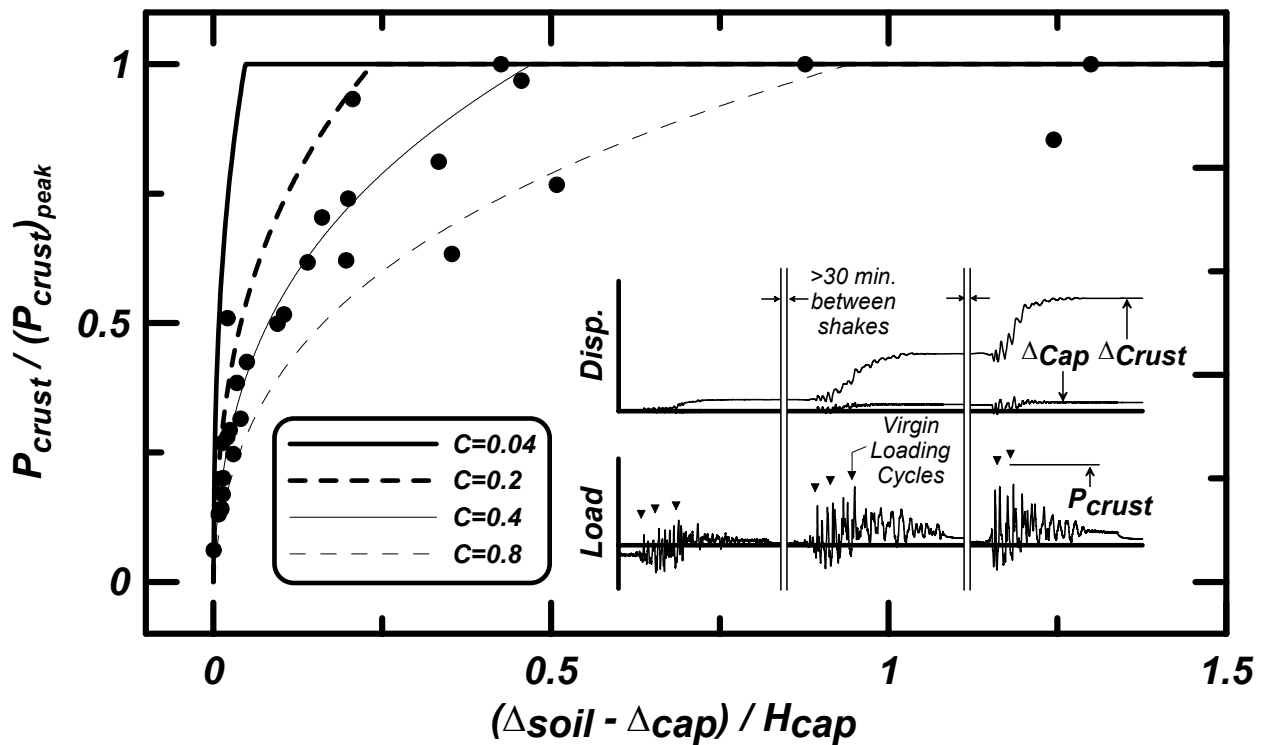 P_crust / (P_crust)_peak
1
0.5
0
>30 min.
between
shakes
Disp.
ΔCap ΔCrust
Virgin
Loading
Cycles
Load
P_crust
C=0.04
C=0.2
C=0.4
C=0.8
0 0.5 1 1.5
(Δsoil - Δcap) / Hcap